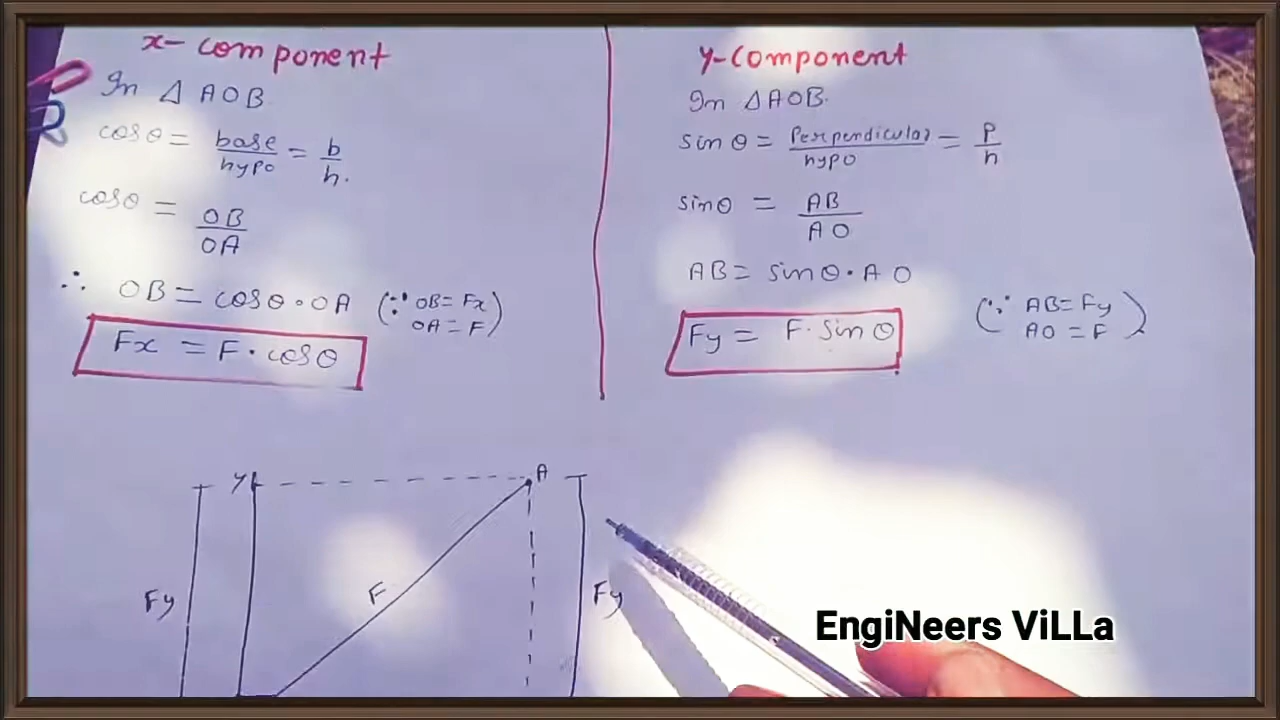 x-component
In Δ AOB
cosθ = base/hypo = b/h.
cosθ = OB/OA
∴ OB = cosθ·OA (∵ OB = Fx
OA = F)
Fx = F·cosθ
y-component
In ΔAOB.
sinθ = Perpendicular/hypo = P/h
sinθ = AB/AO
AB = sinθ·AO
Fy = F·sinθ
(∵ AB = Fy
AO = F)
y
A
F
Fy
Fy
EngiNeers ViLLa